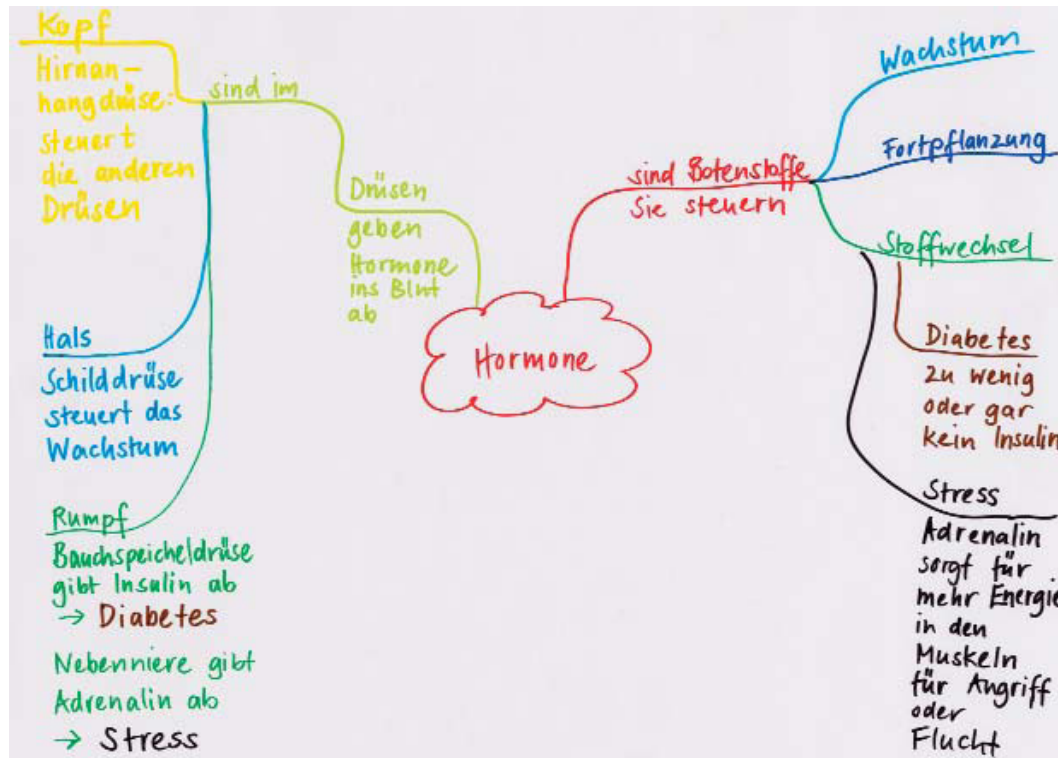 Kopf
Hirnan-
hangdrüse:
steuert
die anderen
Drüsen
sind im
Drüsen
geben
Hormone
ins Blut
ab
Hals
Schilddrüse
steuert das
Wachstum
Rumpf
Bauchspeicheldrüse
gibt Insulin ab
→ Diabetes
Nebenniere gibt
Adrenalin ab
→ Stress
Hormone
sind Botenstoffe
Sie steuern
Wachstum
Fortpflanzung
Stoffwechsel
Diabetes
zu wenig
oder gar
kein Insulin
Stress
Adrenalin
sorgt für
mehr Energie
in den
Muskeln
für Angriff
oder
Flucht